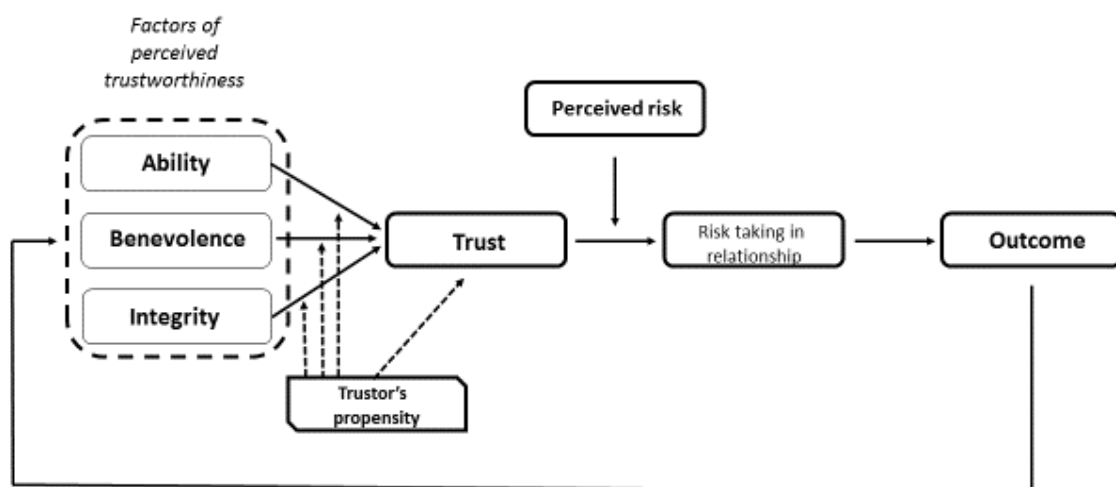 Factors of
perceived
trustworthiness
Ability
Benevolence
Integrity
Trustor's
propensity
Trust
Perceived risk
Risk taking in
relationship
Outcome